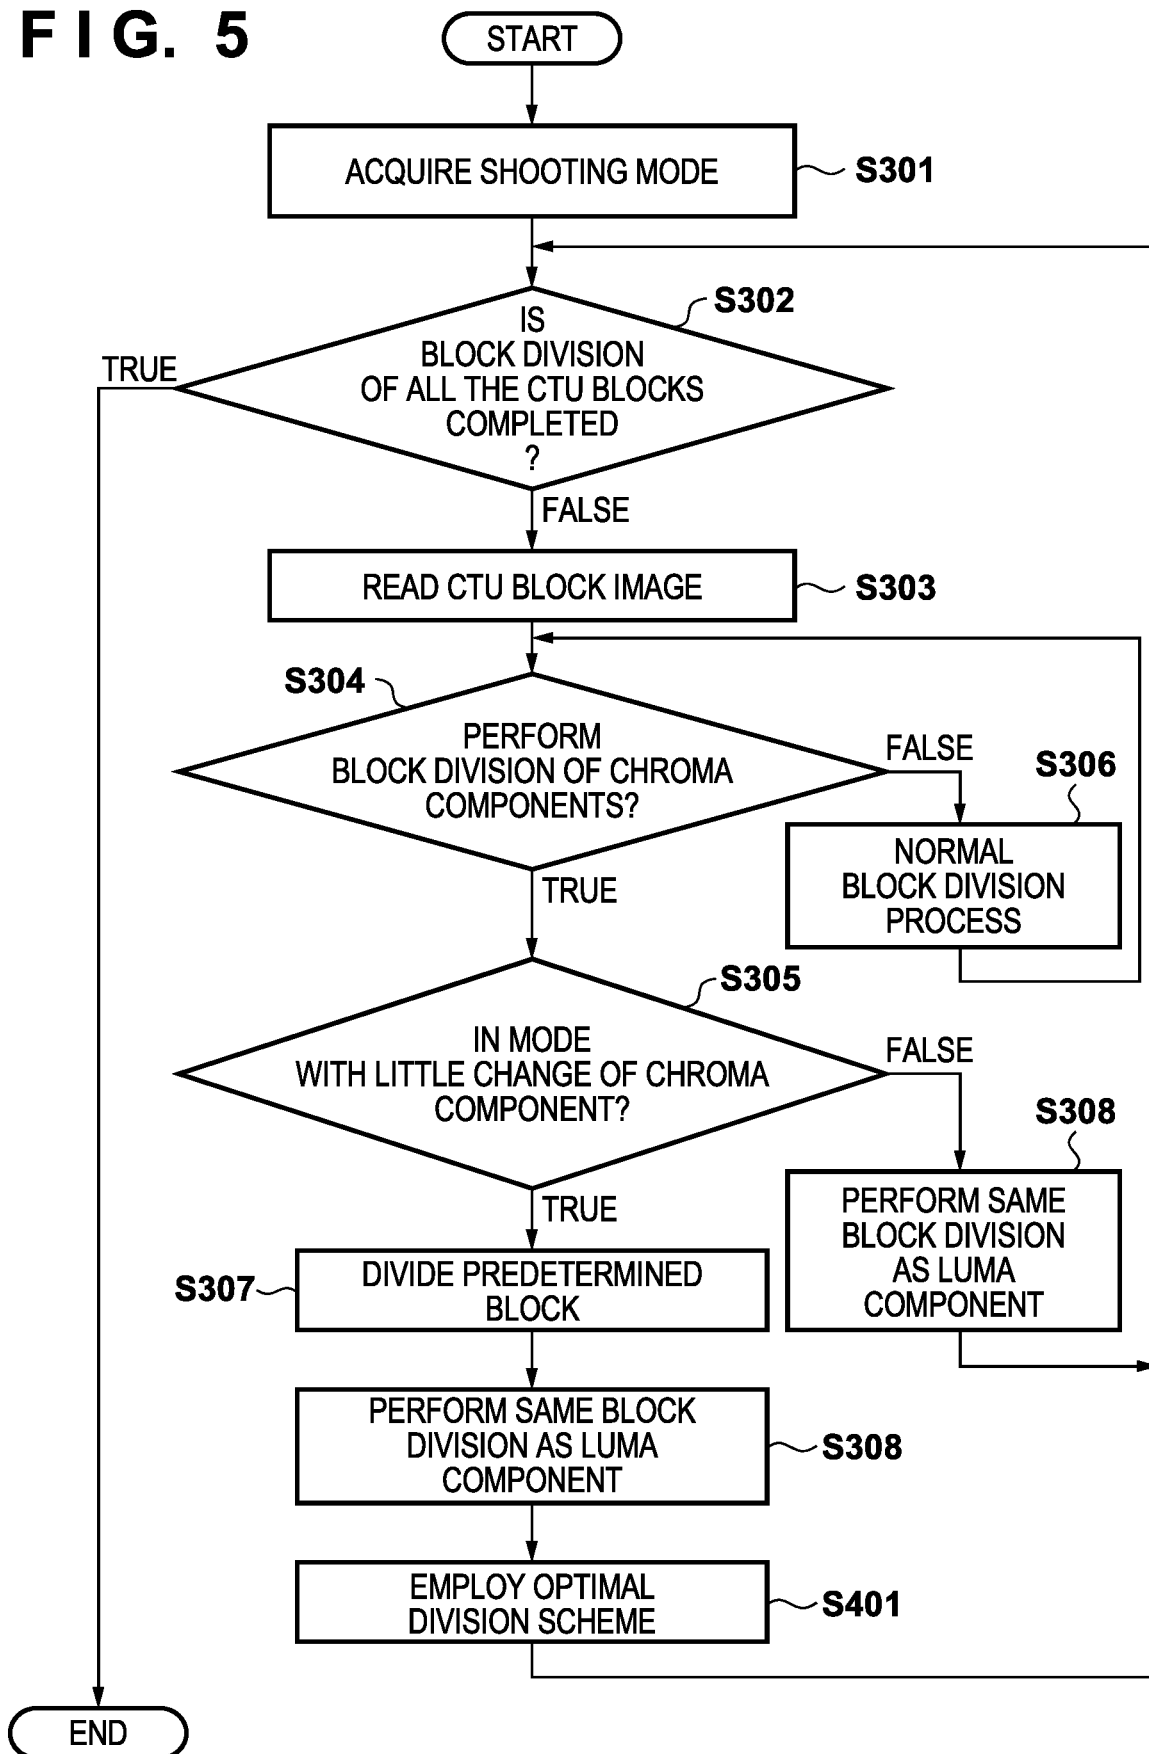 FIG. 5
START
ACQUIRE SHOOTING MODE
S301
S302
IS
BLOCK DIVISION
OF ALL THE CTU BLOCKS
COMPLETED
?
TRUE
FALSE
READ CTU BLOCK IMAGE
S303
S304
PERFORM
BLOCK DIVISION OF CHROMA
COMPONENTS?
FALSE
S306
NORMAL
BLOCK DIVISION
PROCESS
TRUE
S305
IN MODE
WITH LITTLE CHANGE OF CHROMA
COMPONENT?
FALSE
S308
PERFORM SAME
BLOCK DIVISION
AS LUMA
COMPONENT
TRUE
S307
DIVIDE PREDETERMINED
BLOCK
PERFORM SAME BLOCK
DIVISION AS LUMA
COMPONENT
S308
EMPLOY OPTIMAL
DIVISION SCHEME
S401
END